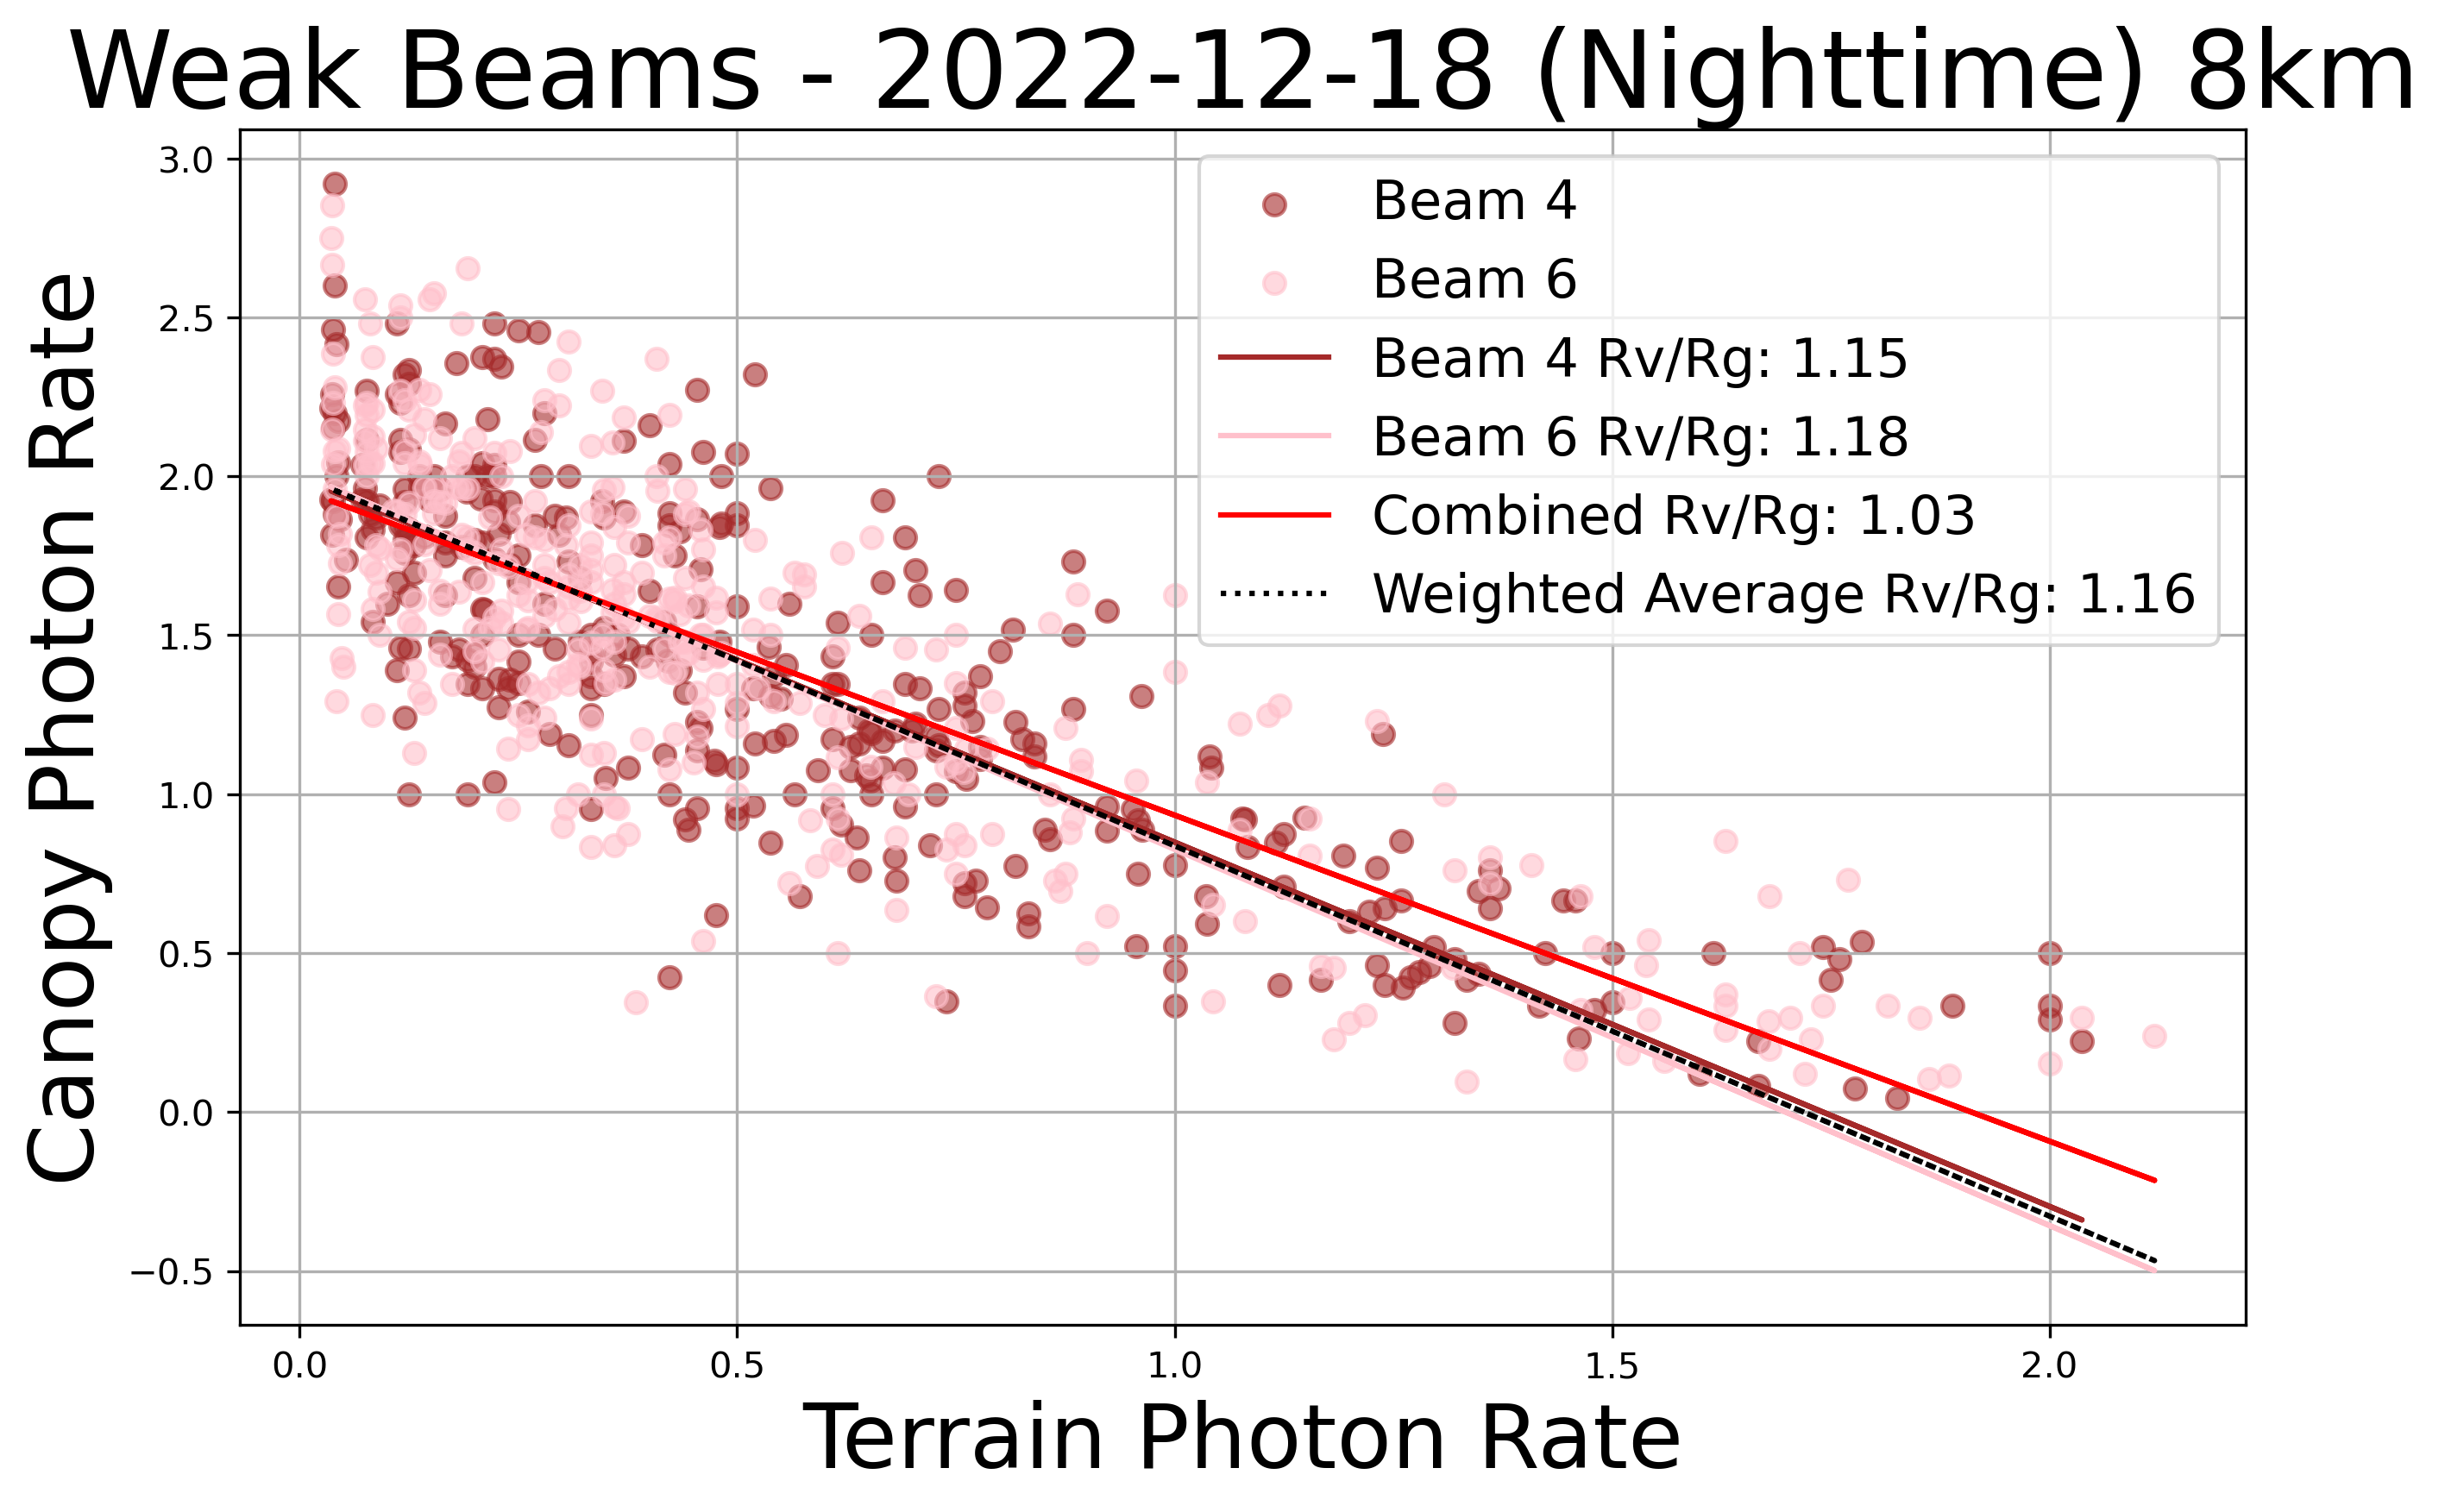 Weak Beams - 2022-12-18 (Nighttime) 8km
Canopy Photon Rate
3.0
2.5
2.0
1.5
1.0
0.5
0.0
−0.5
Beam 4
Beam 6
Beam 4 Rv/Rg: 1.15
Beam 6 Rv/Rg: 1.18
Combined Rv/Rg: 1.03
Weighted Average Rv/Rg: 1.16
0.0 0.5 1.0 1.5 2.0
Terrain Photon Rate